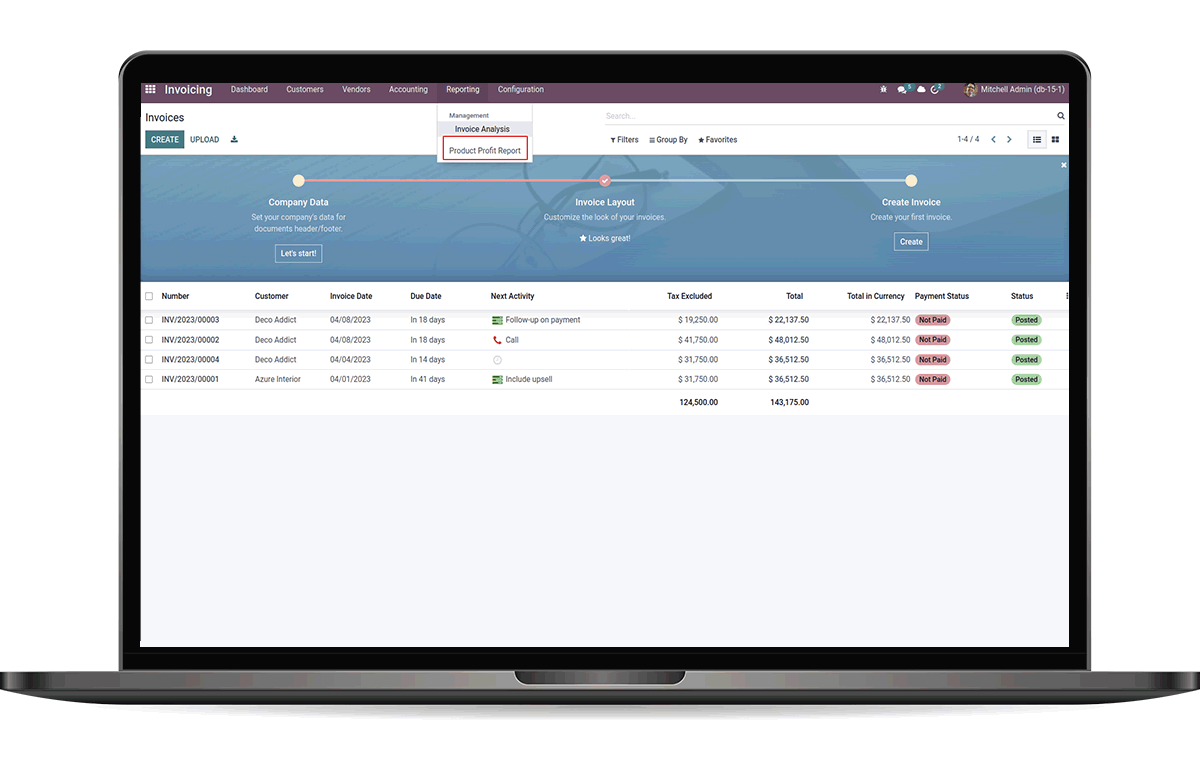 Invoicing Dashboard Customers Vendors Accounting Reporting Configuration 5 2 Mitchell Admin (db-15-1)
Invoices
Management
Search...
Invoice Analysis
CREATE UPLOAD
Product Profit Report
Filters Group By Favorites 1-4 / 4
Company Data Invoice Layout Create Invoice
Set your company's data for Customize the look of your invoices. Create your first invoice.
documents header/footer.
Looks great!
Let's start! Create
Number Customer Invoice Date Due Date Next Activity Tax Excluded Total Total in Currency Payment Status Status
INV/2023/00003 Deco Addict 04/08/2023 In 18 days Follow-up on payment $ 19,250.00 $ 22,137.50 $ 22,137.50 Not Paid Posted
INV/2023/00002 Deco Addict 04/08/2023 In 18 days Call $ 41,750.00 $ 48,012.50 $ 48,012.50 Not Paid Posted
INV/2023/00004 Deco Addict 04/04/2023 In 14 days $ 31,750.00 $ 36,512.50 $ 36,512.50 Not Paid Posted
INV/2023/00001 Azure Interior 04/01/2023 In 41 days Include upsell $ 31,750.00 $ 36,512.50 $ 36,512.50 Not Paid Posted
124,500.00 143,175.00